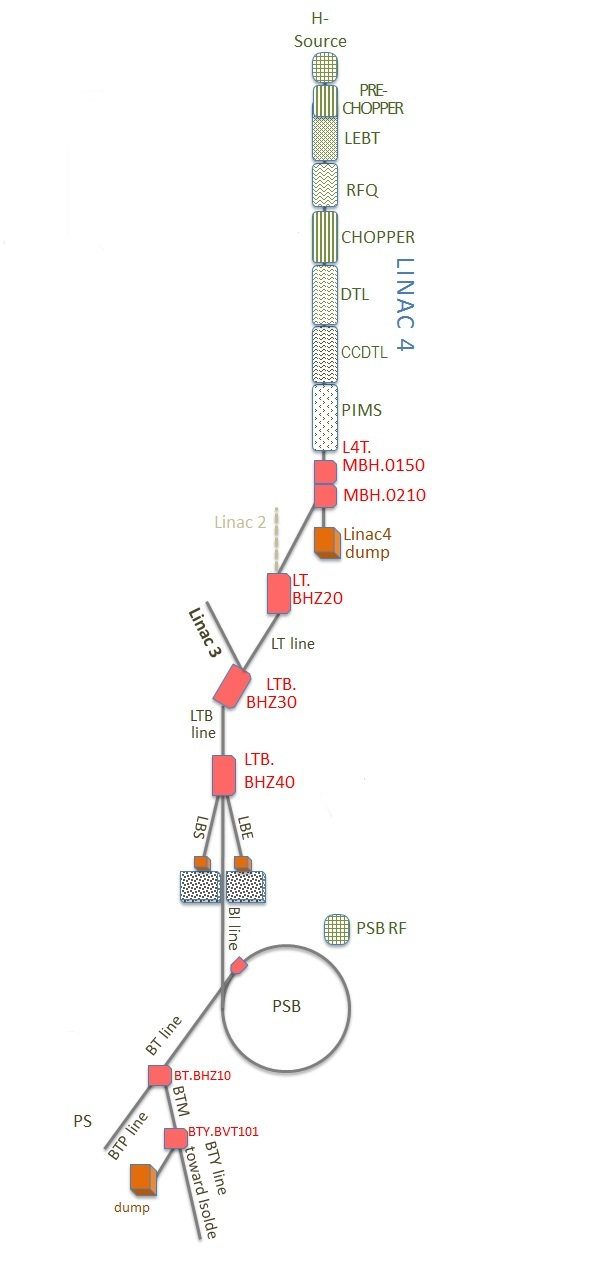 H-
Source
PRE-
CHOPPER
LEBT
RFQ
CHOPPER
LINAC 4
DTL
CCDTL
PIMS
L4T.
MBH.0150
MBH.0210
Linac 2
Linac4
dump
LT.
BHZ20
Linac 3
LT line
LTB.
BHZ30
LTB
line
LTB.
BHZ40
LBS
LBE
BI line
PSB RF
PSB
BT line
BT.BHZ10
BTM
PS
BTP line
BTY.BVT101
BTY line
toward Isolde
dump